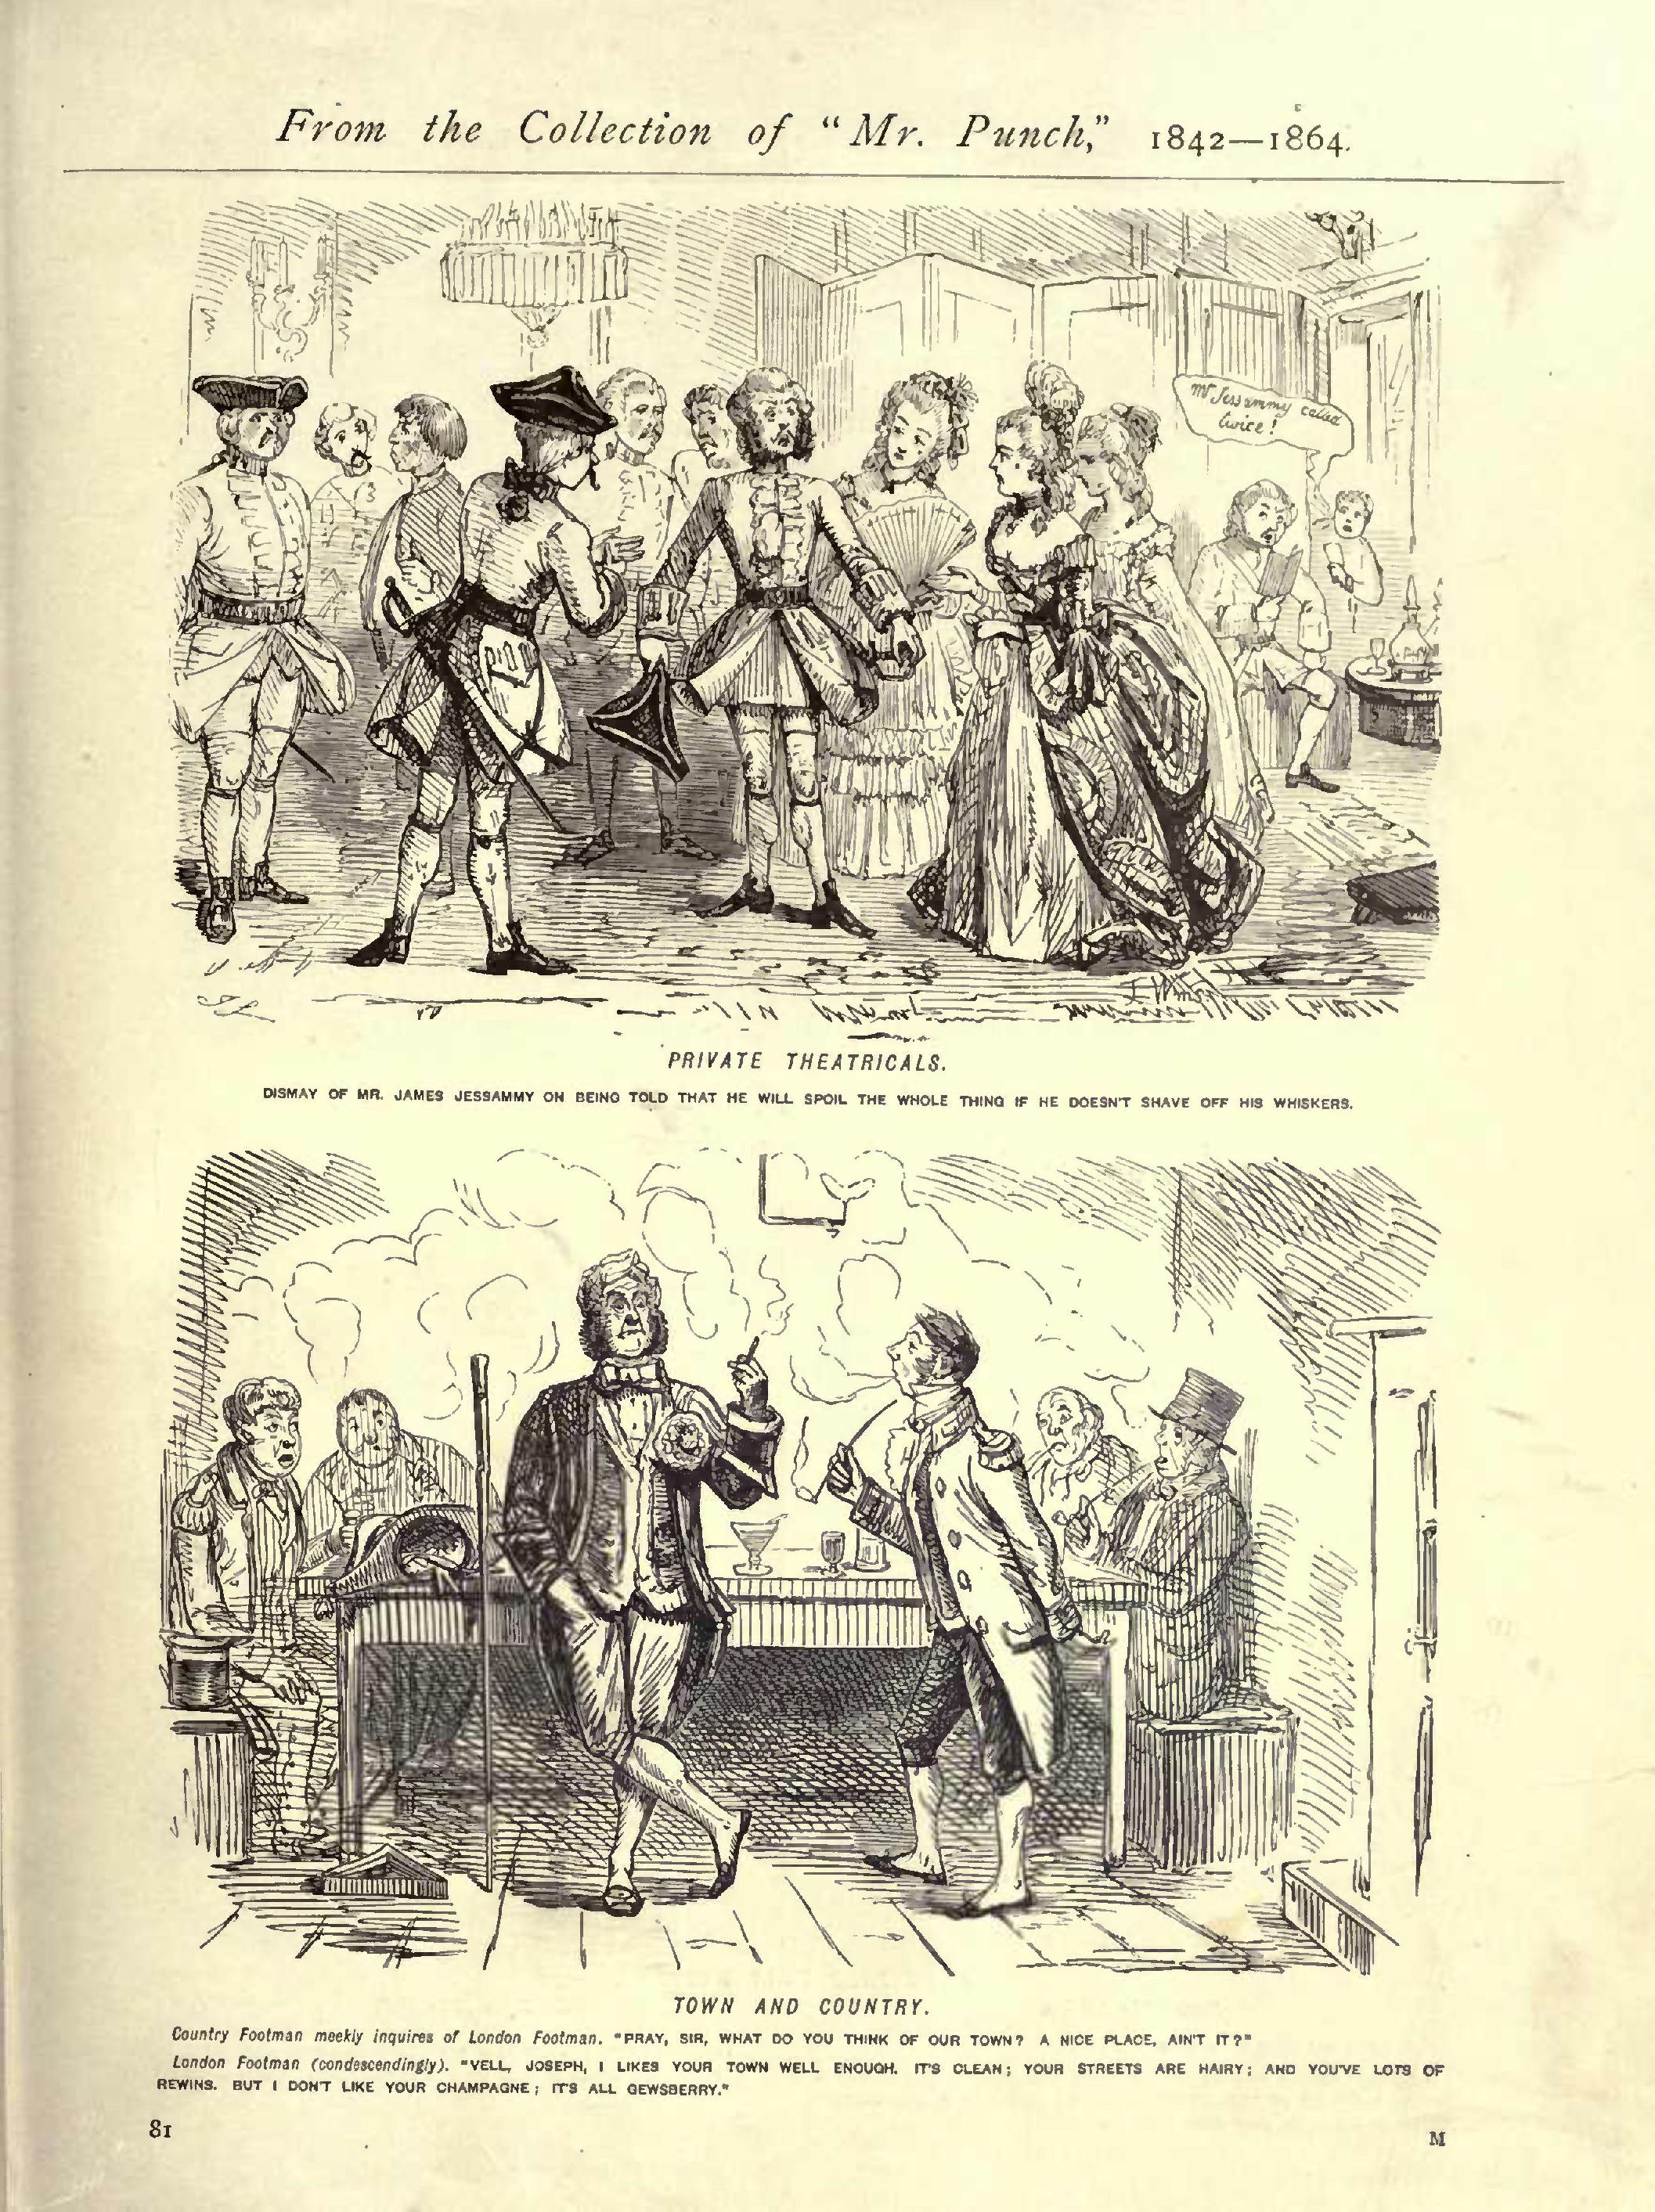 From the Collection of “Mr. Punch,” 1842—1864.
Mr Jessammy called
twice!
PRIVATE THEATRICALS.
DISMAY OF MR. JAMES JESSAMMY ON BEING TOLD THAT HE WILL SPOIL THE WHOLE THING IF HE DOESN'T SHAVE OFF HIS WHISKERS.
TOWN AND COUNTRY.
Country Footman meekly inquires of London Footman. "PRAY, SIR, WHAT DO YOU THINK OF OUR TOWN? A NICE PLACE, AIN'T IT?"
London Footman (condescendingly). "VELL, JOSEPH, I LIKES YOUR TOWN WELL ENOUGH. IT'S CLEAN; YOUR STREETS ARE HAIRY; AND YOU'VE LOTS OF
REWINS. BUT I DON'T LIKE YOUR CHAMPAGNE; IT'S ALL GEWSBERRY."
81
M